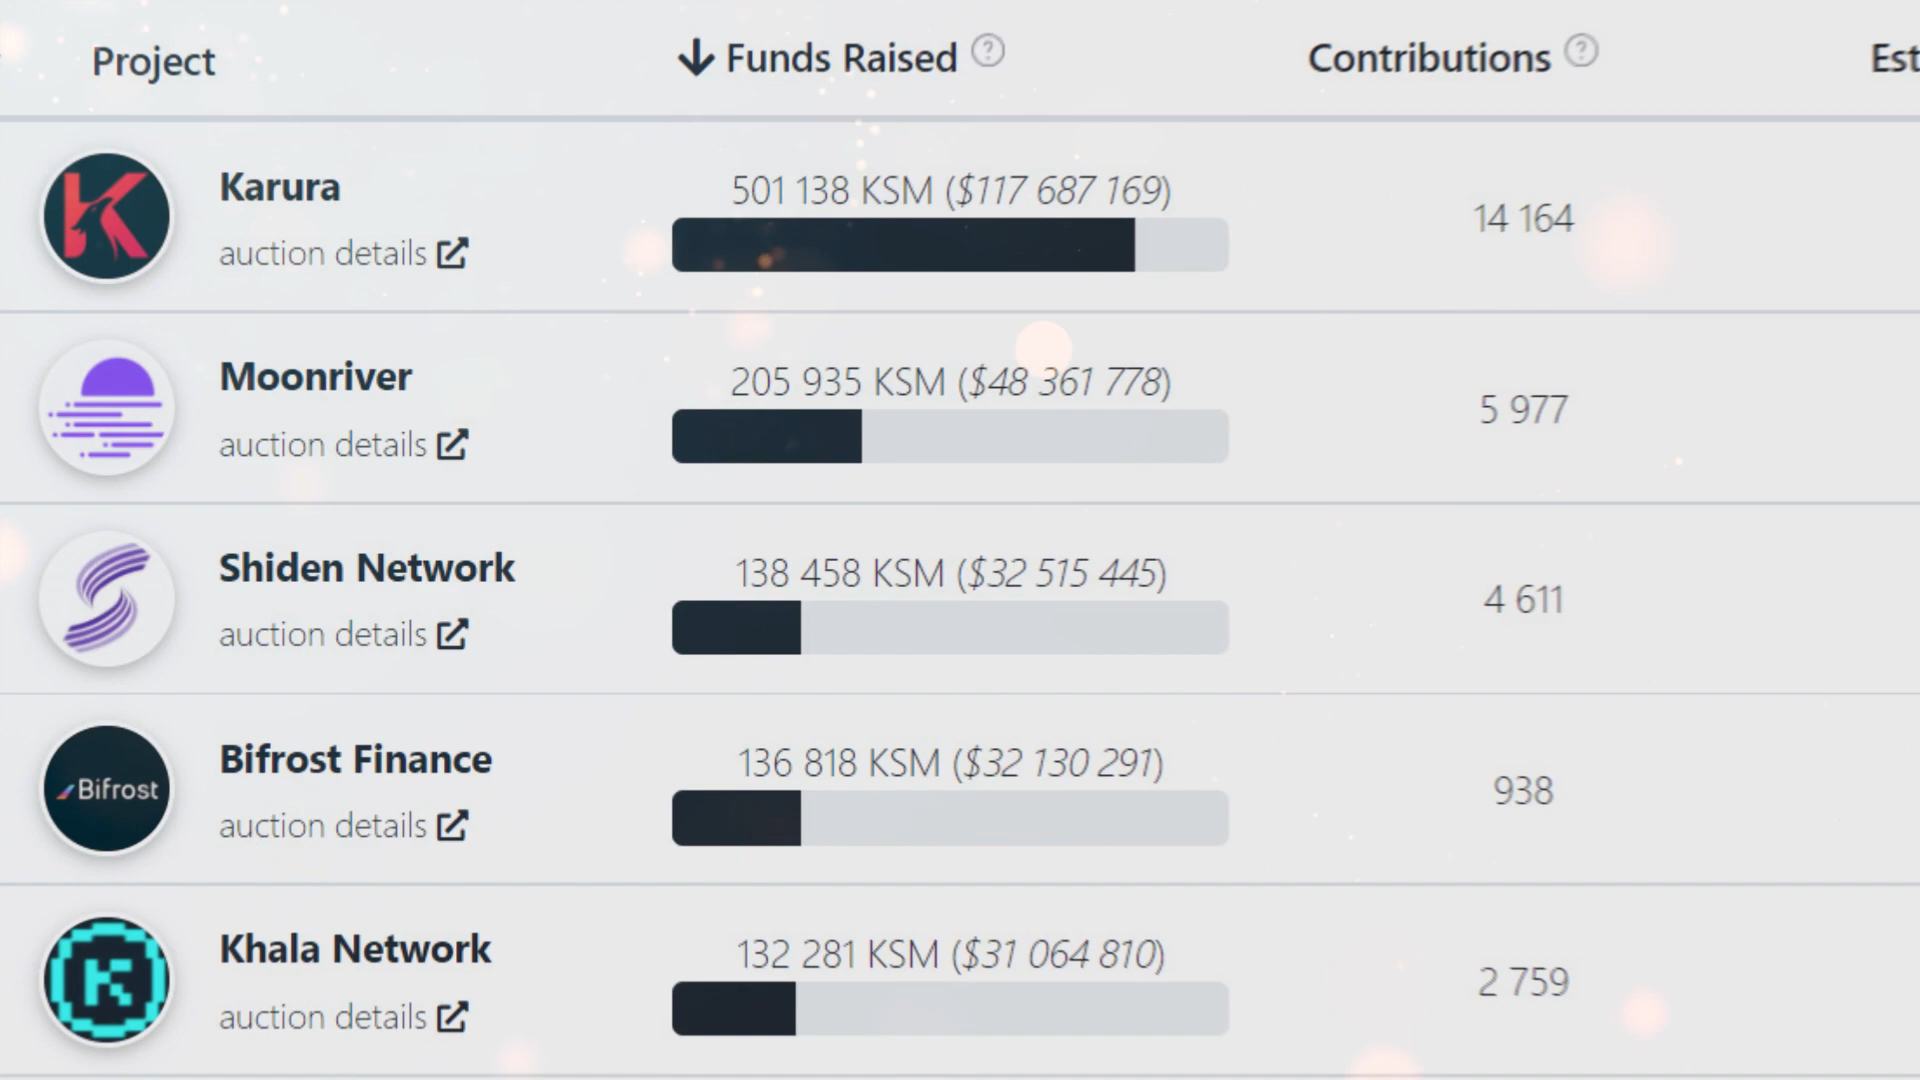 Project
Funds Raised ?
Contributions ?
Est
Karura
auction details
501 138 KSM ($117 687 169)
14 164
Moonriver
auction details
205 935 KSM ($48 361 778)
5 977
Shiden Network
auction details
138 458 KSM ($32 515 445)
4 611
Bifrost
Bifrost Finance
auction details
136 818 KSM ($32 130 291)
938
Khala Network
auction details
132 281 KSM ($31 064 810)
2 759